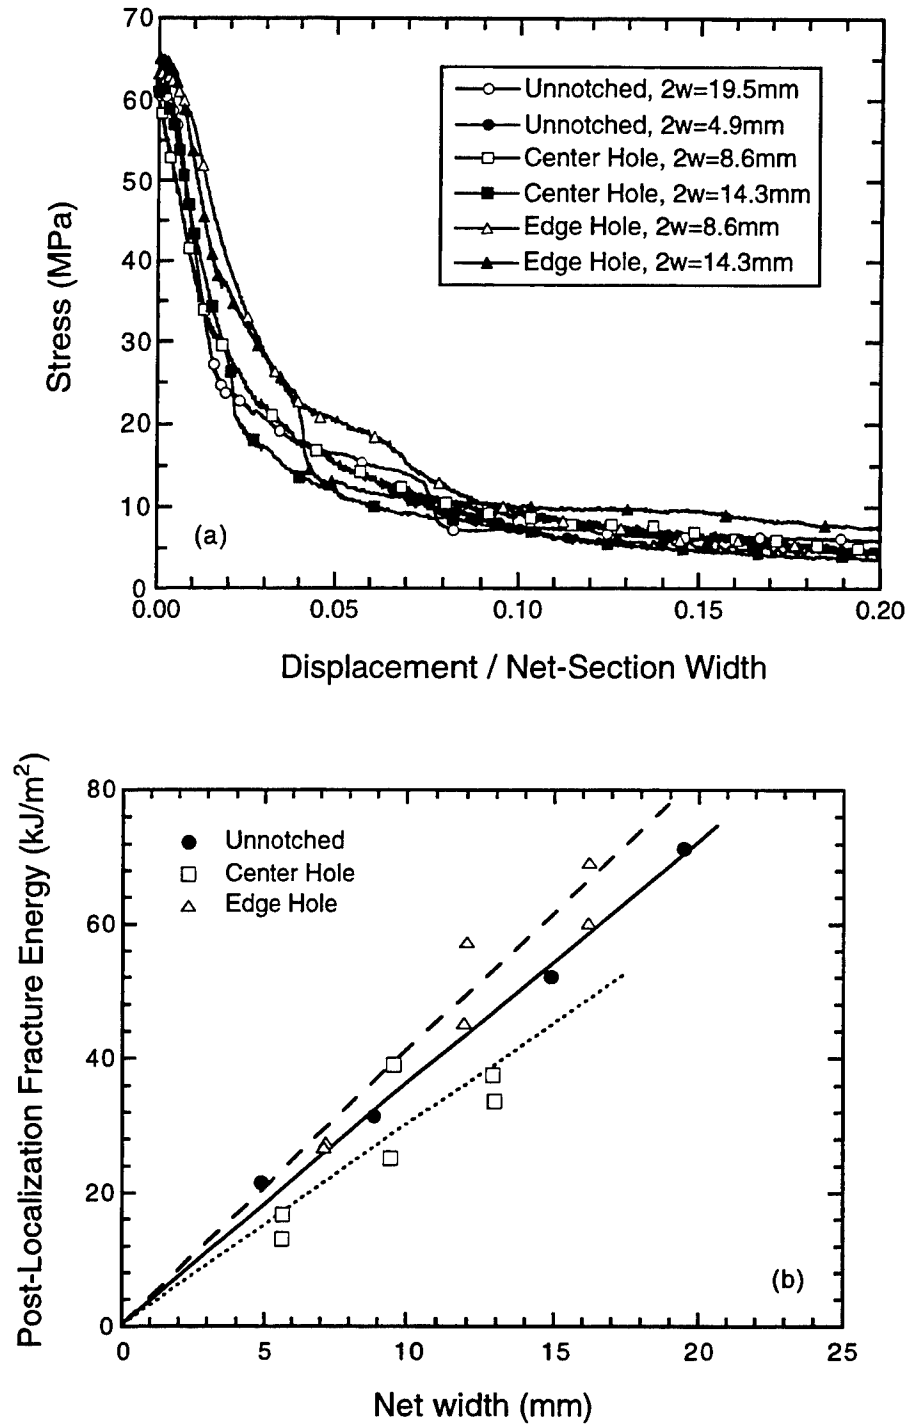 70
60
50
40
30
20
10
0
Stress (MPa)
Unnotched, 2w=19.5mm
Unnotched, 2w=4.9mm
Center Hole, 2w=8.6mm
Center Hole, 2w=14.3mm
Edge Hole, 2w=8.6mm
Edge Hole, 2w=14.3mm
(a)
0.00 0.05 0.10 0.15 0.20
Displacement / Net-Section Width
80
60
40
20
0
Post-Localization Fracture Energy (kJ/m²)
Unnotched
Center Hole
Edge Hole
(b)
0 5 10 15 20 25
Net width (mm)